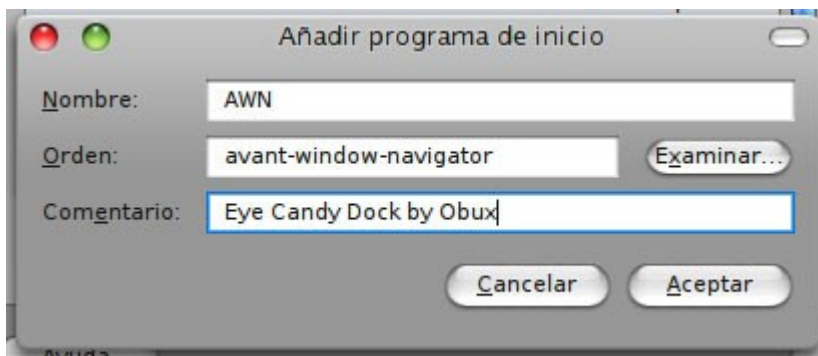 Añadir programa de inicio
Nombre: AWN
Orden: avant-window-navigator Examinar...
Comentario: Eye Candy Dock by Obux
Cancelar Aceptar
Ayuda